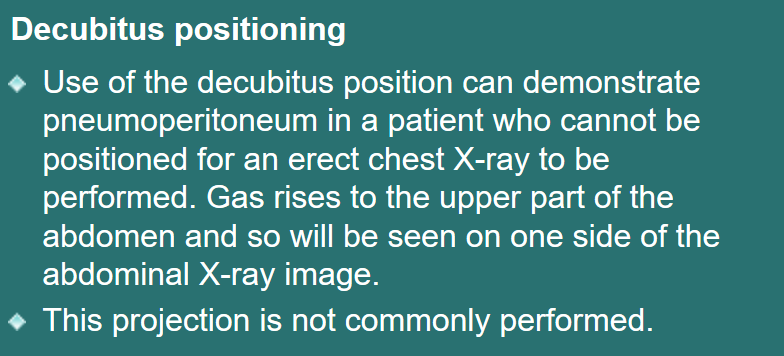 Decubitus positioning
Use of the decubitus position can demonstrate
pneumoperitoneum in a patient who cannot be
positioned for an erect chest X-ray to be
performed. Gas rises to the upper part of the
abdomen and so will be seen on one side of the
abdominal X-ray image.
This projection is not commonly performed.